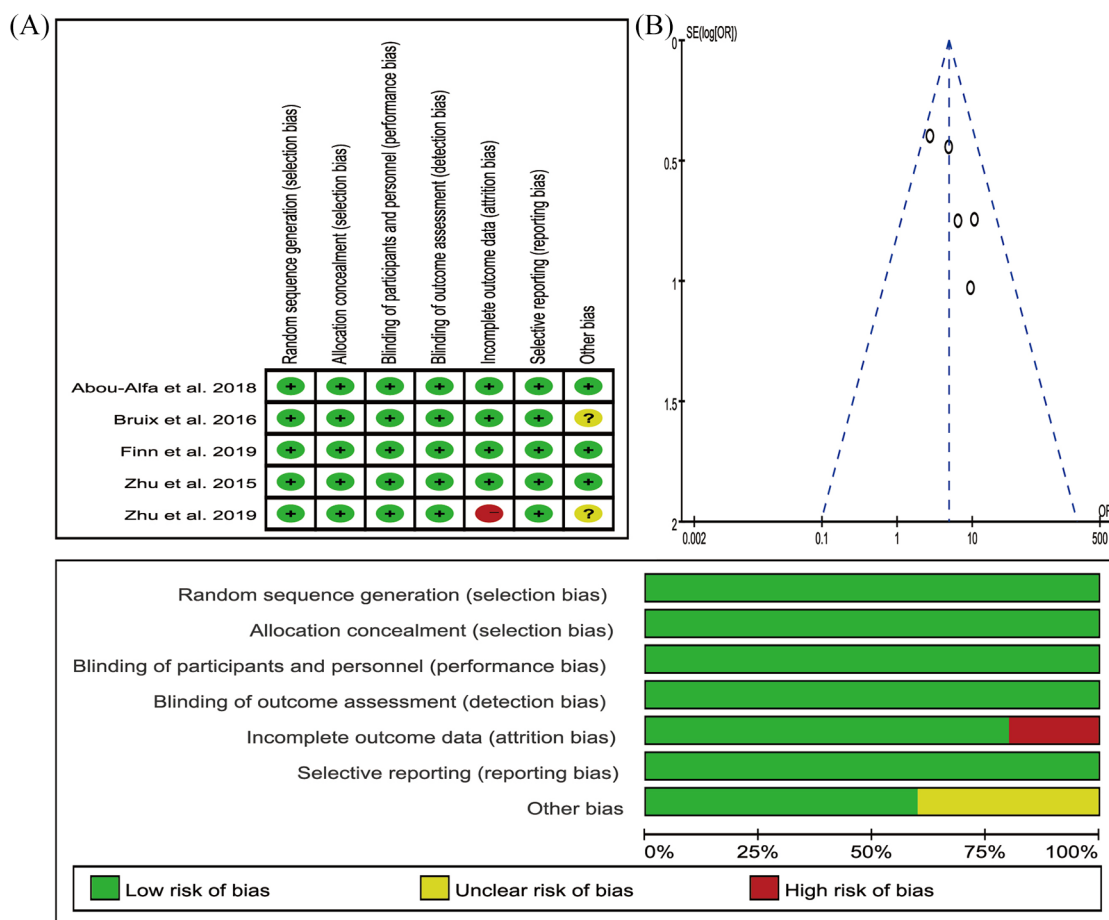 (A)
Random sequence generation (selection bias)
Allocation concealment (selection bias)
Blinding of participants and personnel (performance bias)
Blinding of outcome assessment (detection bias)
Incomplete outcome data (attrition bias)
Selective reporting (reporting bias)
Other bias
Abou-Alfa et al. 2018 + + + + + + +
Bruix et al. 2016 + + + + + + ?
Finn et al. 2019 + + + + + + +
Zhu et al. 2015 + + + + + + +
Zhu et al. 2019 + + + + − + ?
(B)
SE(log[OR])
0
0.5
1
1.5
2
OR
0.002 0.1 1 10 500
Random sequence generation (selection bias)
Allocation concealment (selection bias)
Blinding of participants and personnel (performance bias)
Blinding of outcome assessment (detection bias)
Incomplete outcome data (attrition bias)
Selective reporting (reporting bias)
Other bias
0% 25% 50% 75% 100%
Low risk of bias Unclear risk of bias High risk of bias